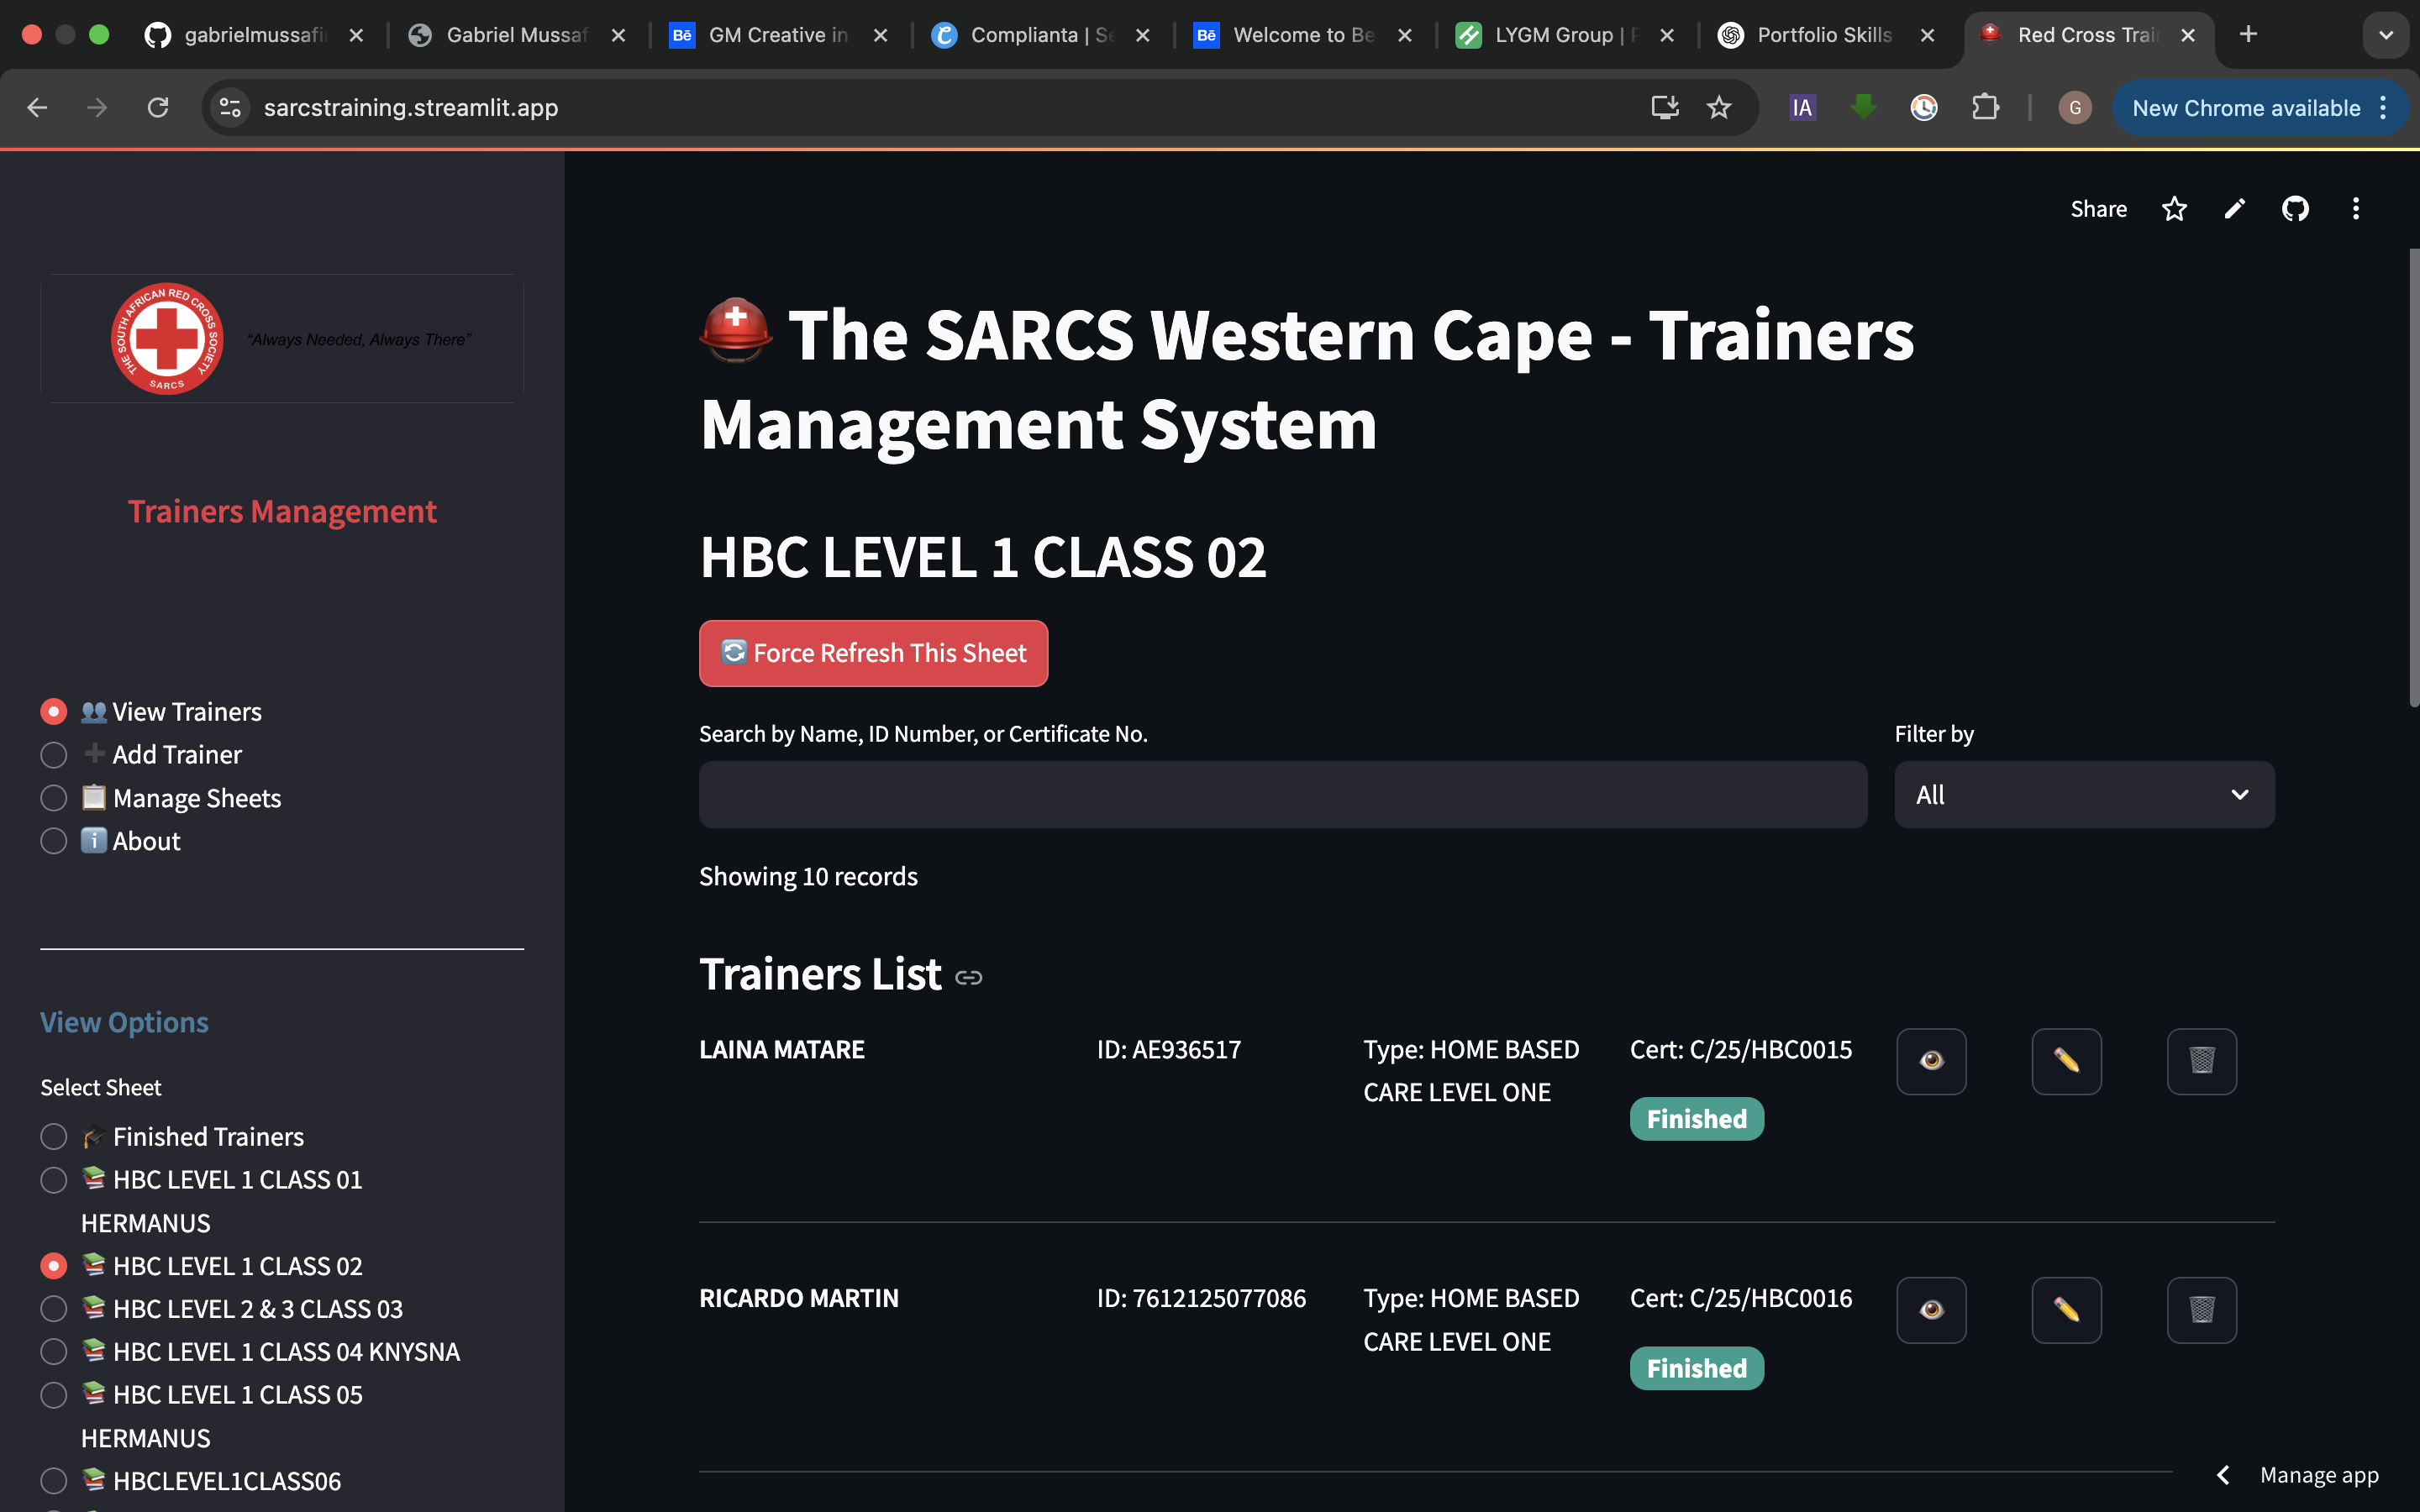 gabrielmussafi
Gabriel Mussaf
Bē
GM Creative in
Complianta | Se
Bē
Welcome to Be
LYGM Group | P
Portfolio Skills
Red Cross Trai
sarcstraining.streamlit.app
IA
G
New Chrome available
Share
THE SOUTH AFRICAN RED CROSS SOCIETY
SARCS
“Always Needed, Always There”
Trainers Management
View Trainers
Add Trainer
Manage Sheets
About
View Options
Select Sheet
Finished Trainers
HBC LEVEL 1 CLASS 01
HERMANUS
HBC LEVEL 1 CLASS 02
HBC LEVEL 2 & 3 CLASS 03
HBC LEVEL 1 CLASS 04 KNYSNA
HBC LEVEL 1 CLASS 05
HERMANUS
HBCLEVEL1CLASS06
The SARCS Western Cape - Trainers
Management System
HBC LEVEL 1 CLASS 02
Force Refresh This Sheet
Search by Name, ID Number, or Certificate No.
Filter by
All
Showing 10 records
Trainers List
LAINA MATARE
ID: AE936517
Type: HOME BASED
CARE LEVEL ONE
Cert: C/25/HBC0015
Finished
RICARDO MARTIN
ID: 7612125077086
Type: HOME BASED
CARE LEVEL ONE
Cert: C/25/HBC0016
Finished
Manage app